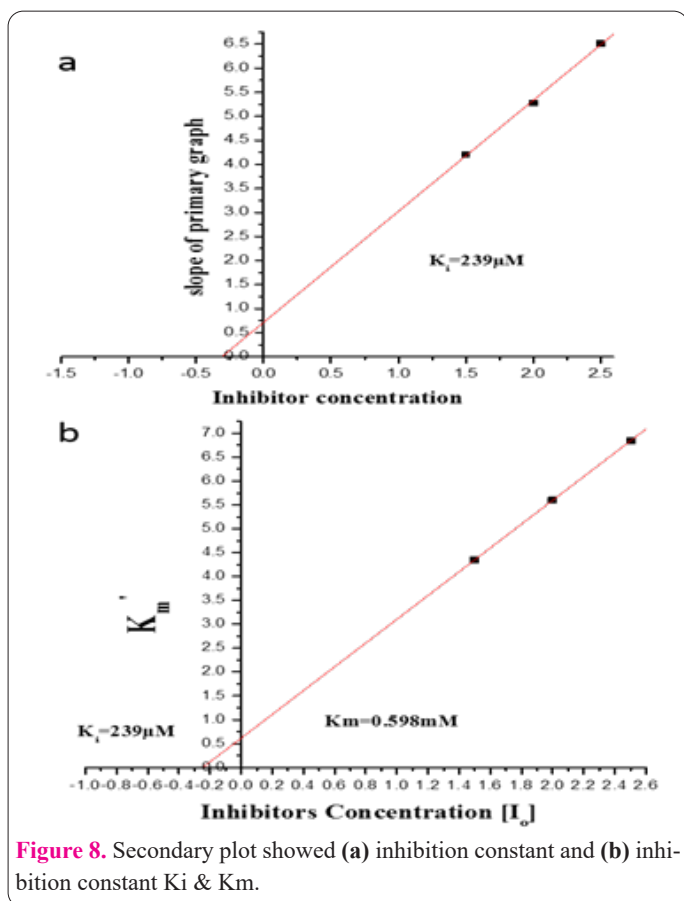 a
6.5
6.0
5.5
5.0
4.5
4.0
3.5
3.0
2.5
2.0
1.5
1.0
0.5
0.0
slope of primary graph
Ki=239µM
-1.5 -1.0 -0.5 0.0 0.5 1.0 1.5 2.0 2.5
Inhibitor concentration
b
7.0
6.5
6.0
5.5
5.0
4.5
4.0
3.5
3.0
2.5
2.0
1.5
1.0
0.5
0.0
Km'
Ki=239µM
Km=0.598mM
-1.0 -0.8 -0.6 -0.4 -0.2 0.0 0.2 0.4 0.6 0.8 1.0 1.2 1.4 1.6 1.8 2.0 2.2 2.4 2.6
Inhibitors Concentration [Io]
Figure 8. Secondary plot showed (a) inhibition constant and (b) inhi-
bition constant Ki & Km.